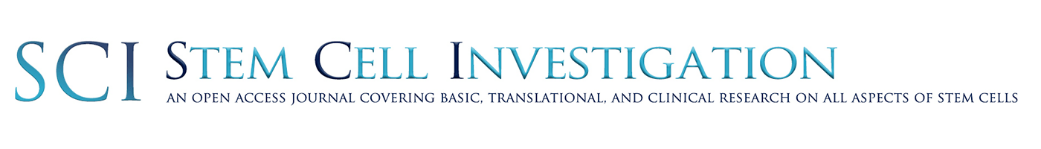 SCI STEM CELL INVESTIGATION
AN OPEN ACCESS JOURNAL COVERING BASIC, TRANSLATIONAL, AND CLINICAL RESEARCH ON ALL ASPECTS OF STEM CELLS